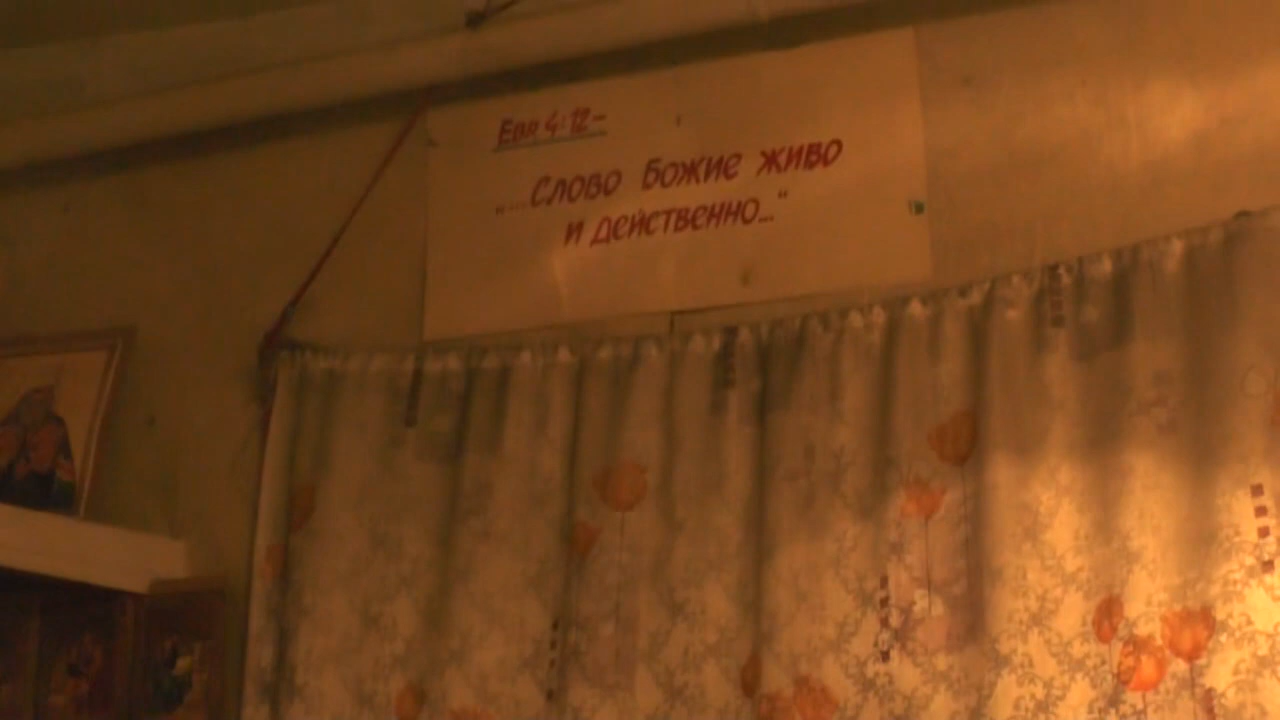 Евр 4:12-
„...Слово Божие живо
и действенно..."